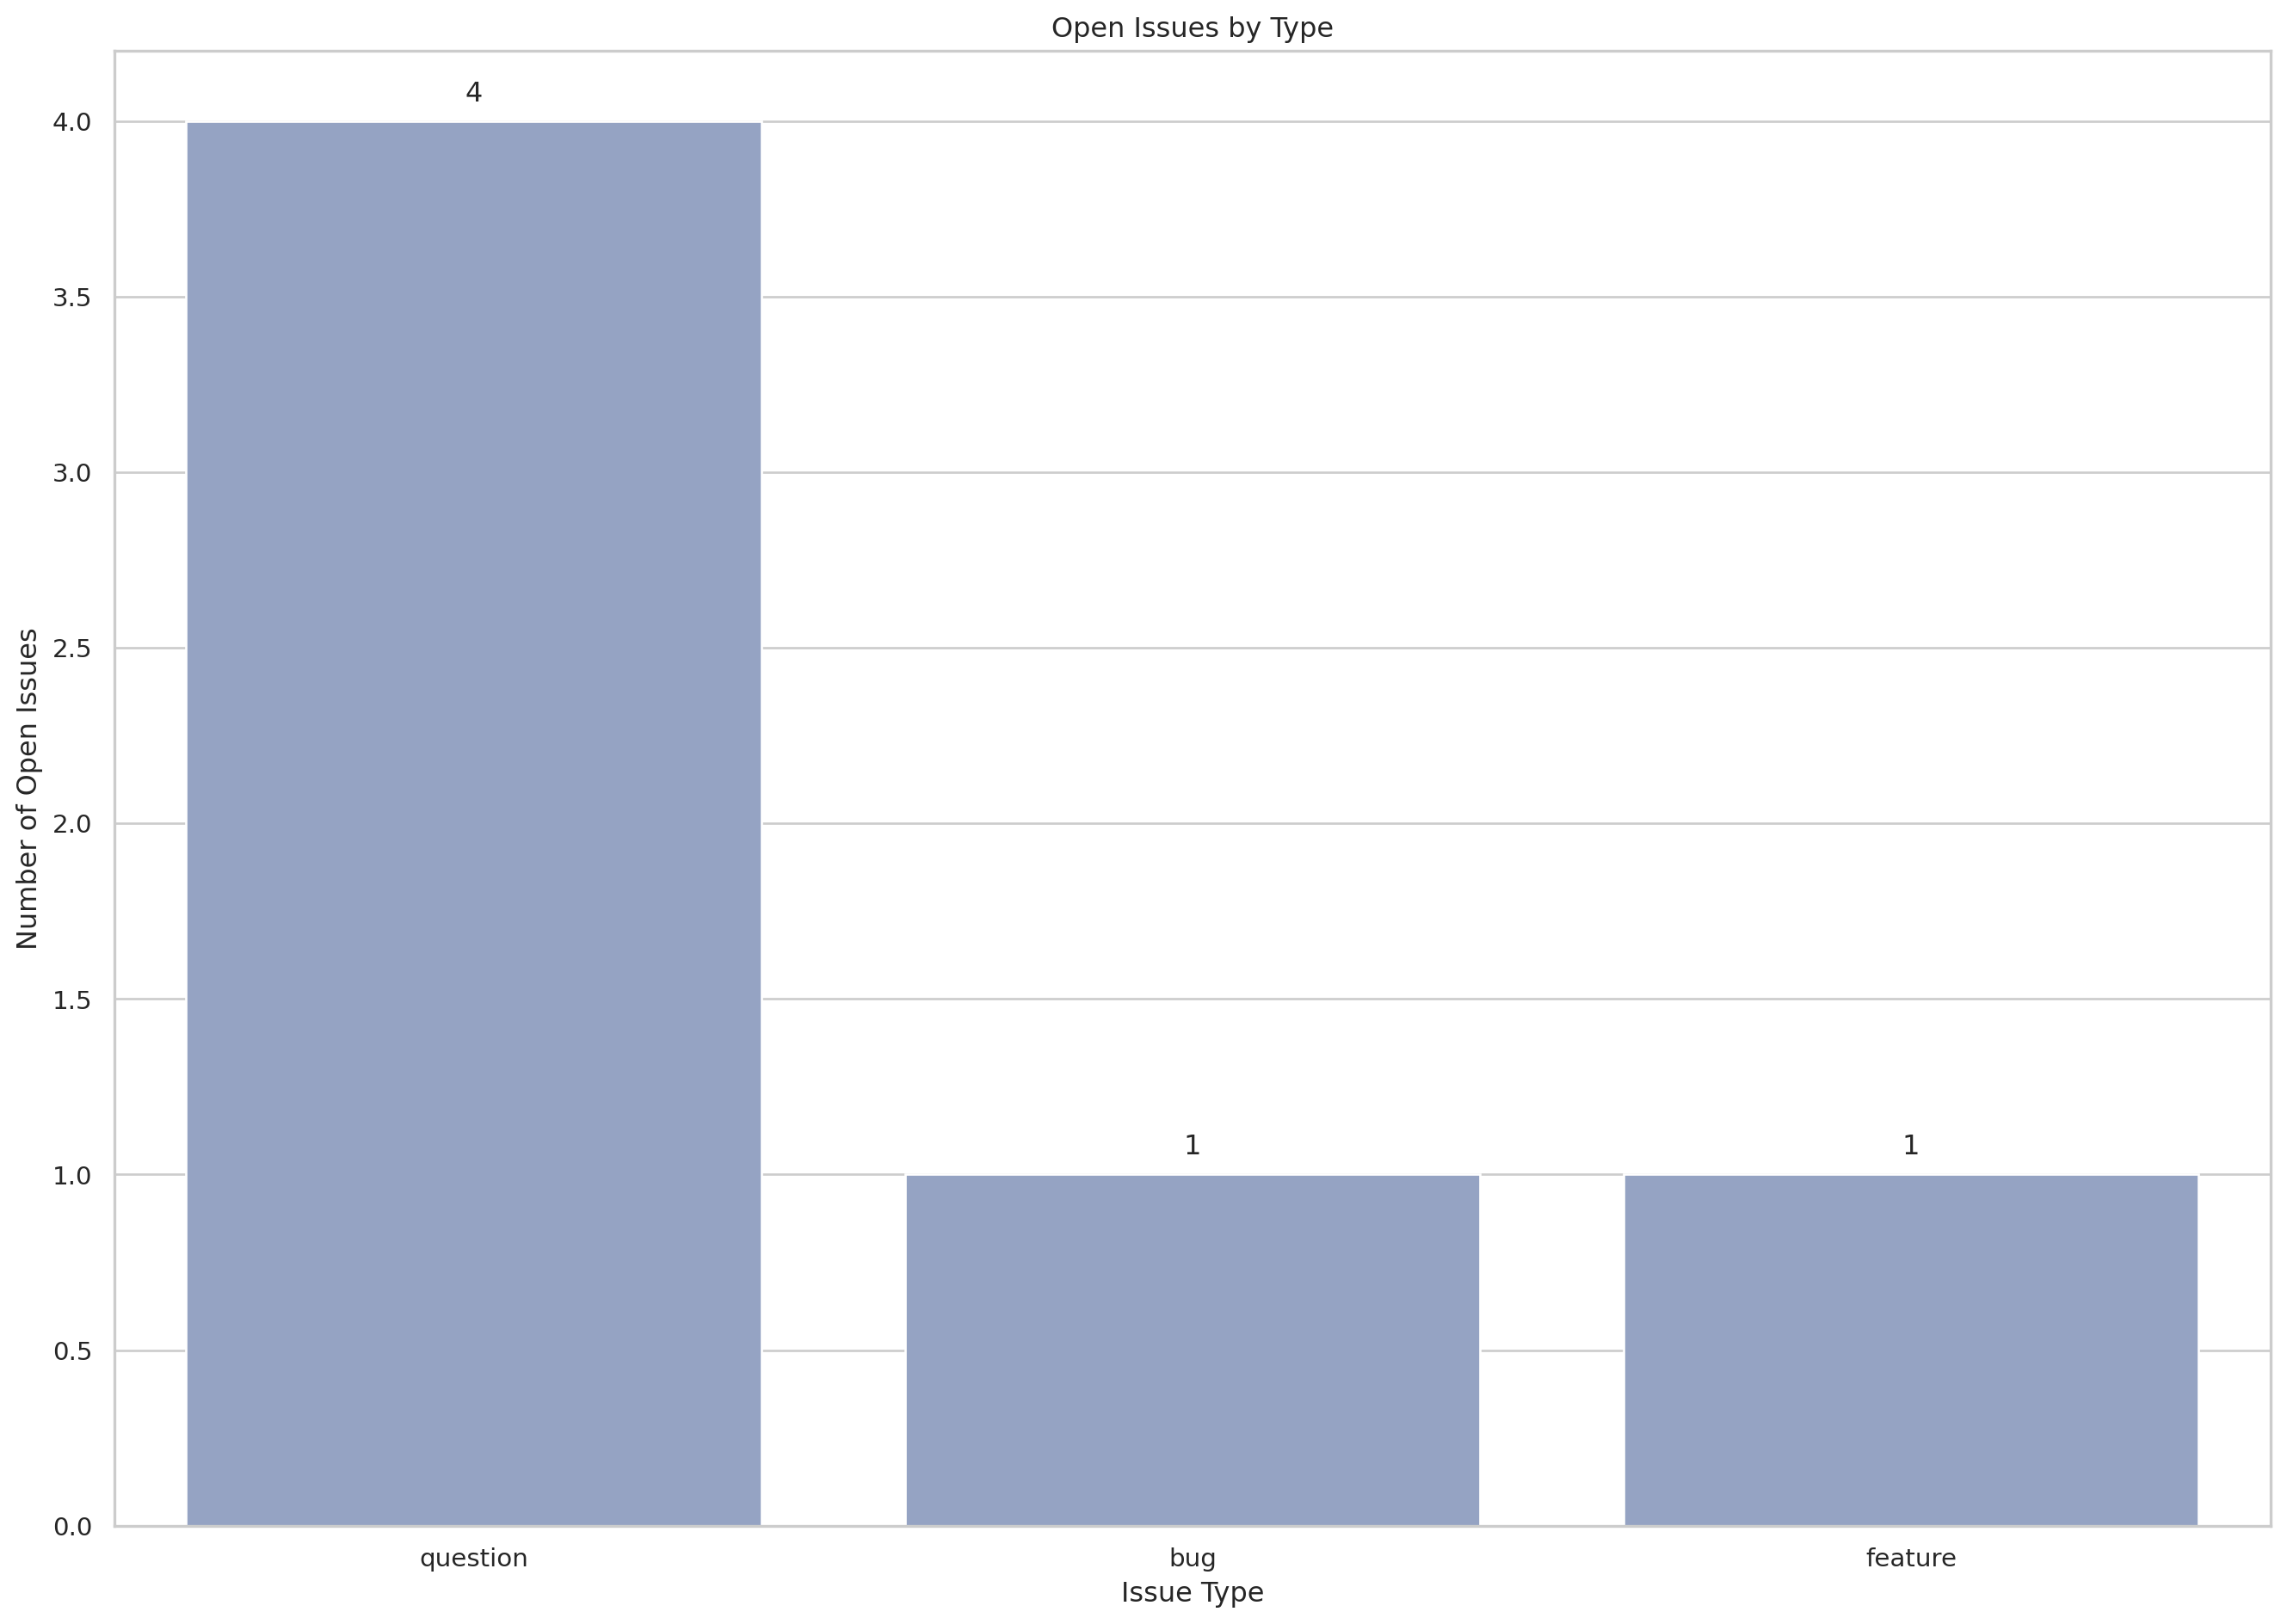 Open Issues by Type
Number of Open Issues
4.0
3.5
3.0
2.5
2.0
1.5
1.0
0.5
0.0
4
1
1
question
bug
feature
Issue Type